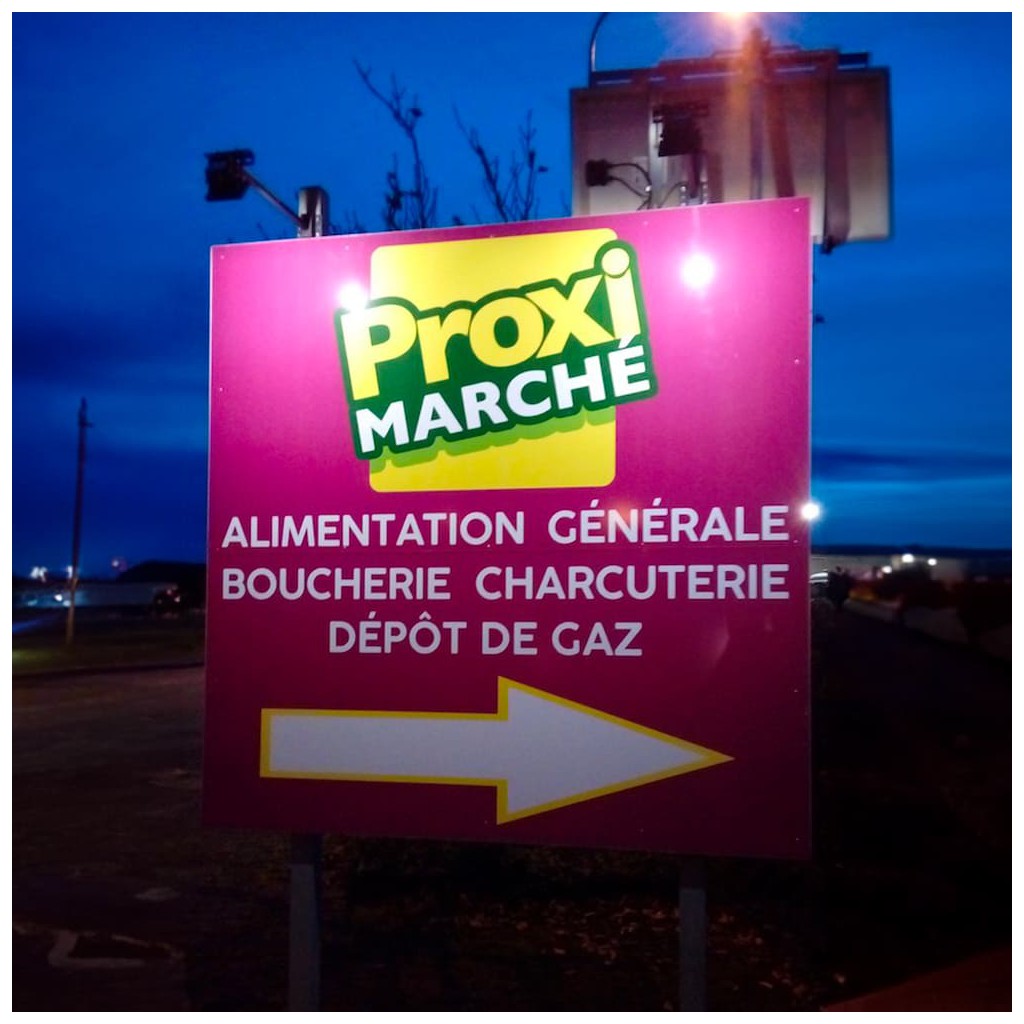 Proxi
MARCHÉ
ALIMENTATION GÉNÉRALE
BOUCHERIE CHARCUTERIE
DÉPÔT DE GAZ